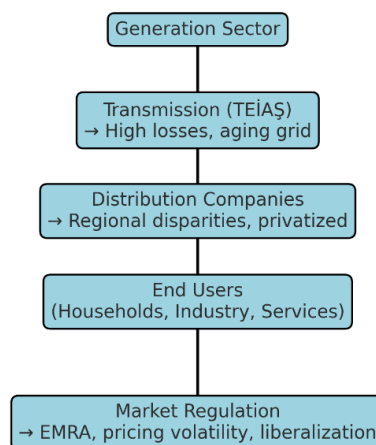 Generation Sector
Transmission (TEİAŞ)
→ High losses, aging grid
Distribution Companies
→ Regional disparities, privatized
End Users
(Households, Industry, Services)
Market Regulation
→ EMRA, pricing volatility, liberalization